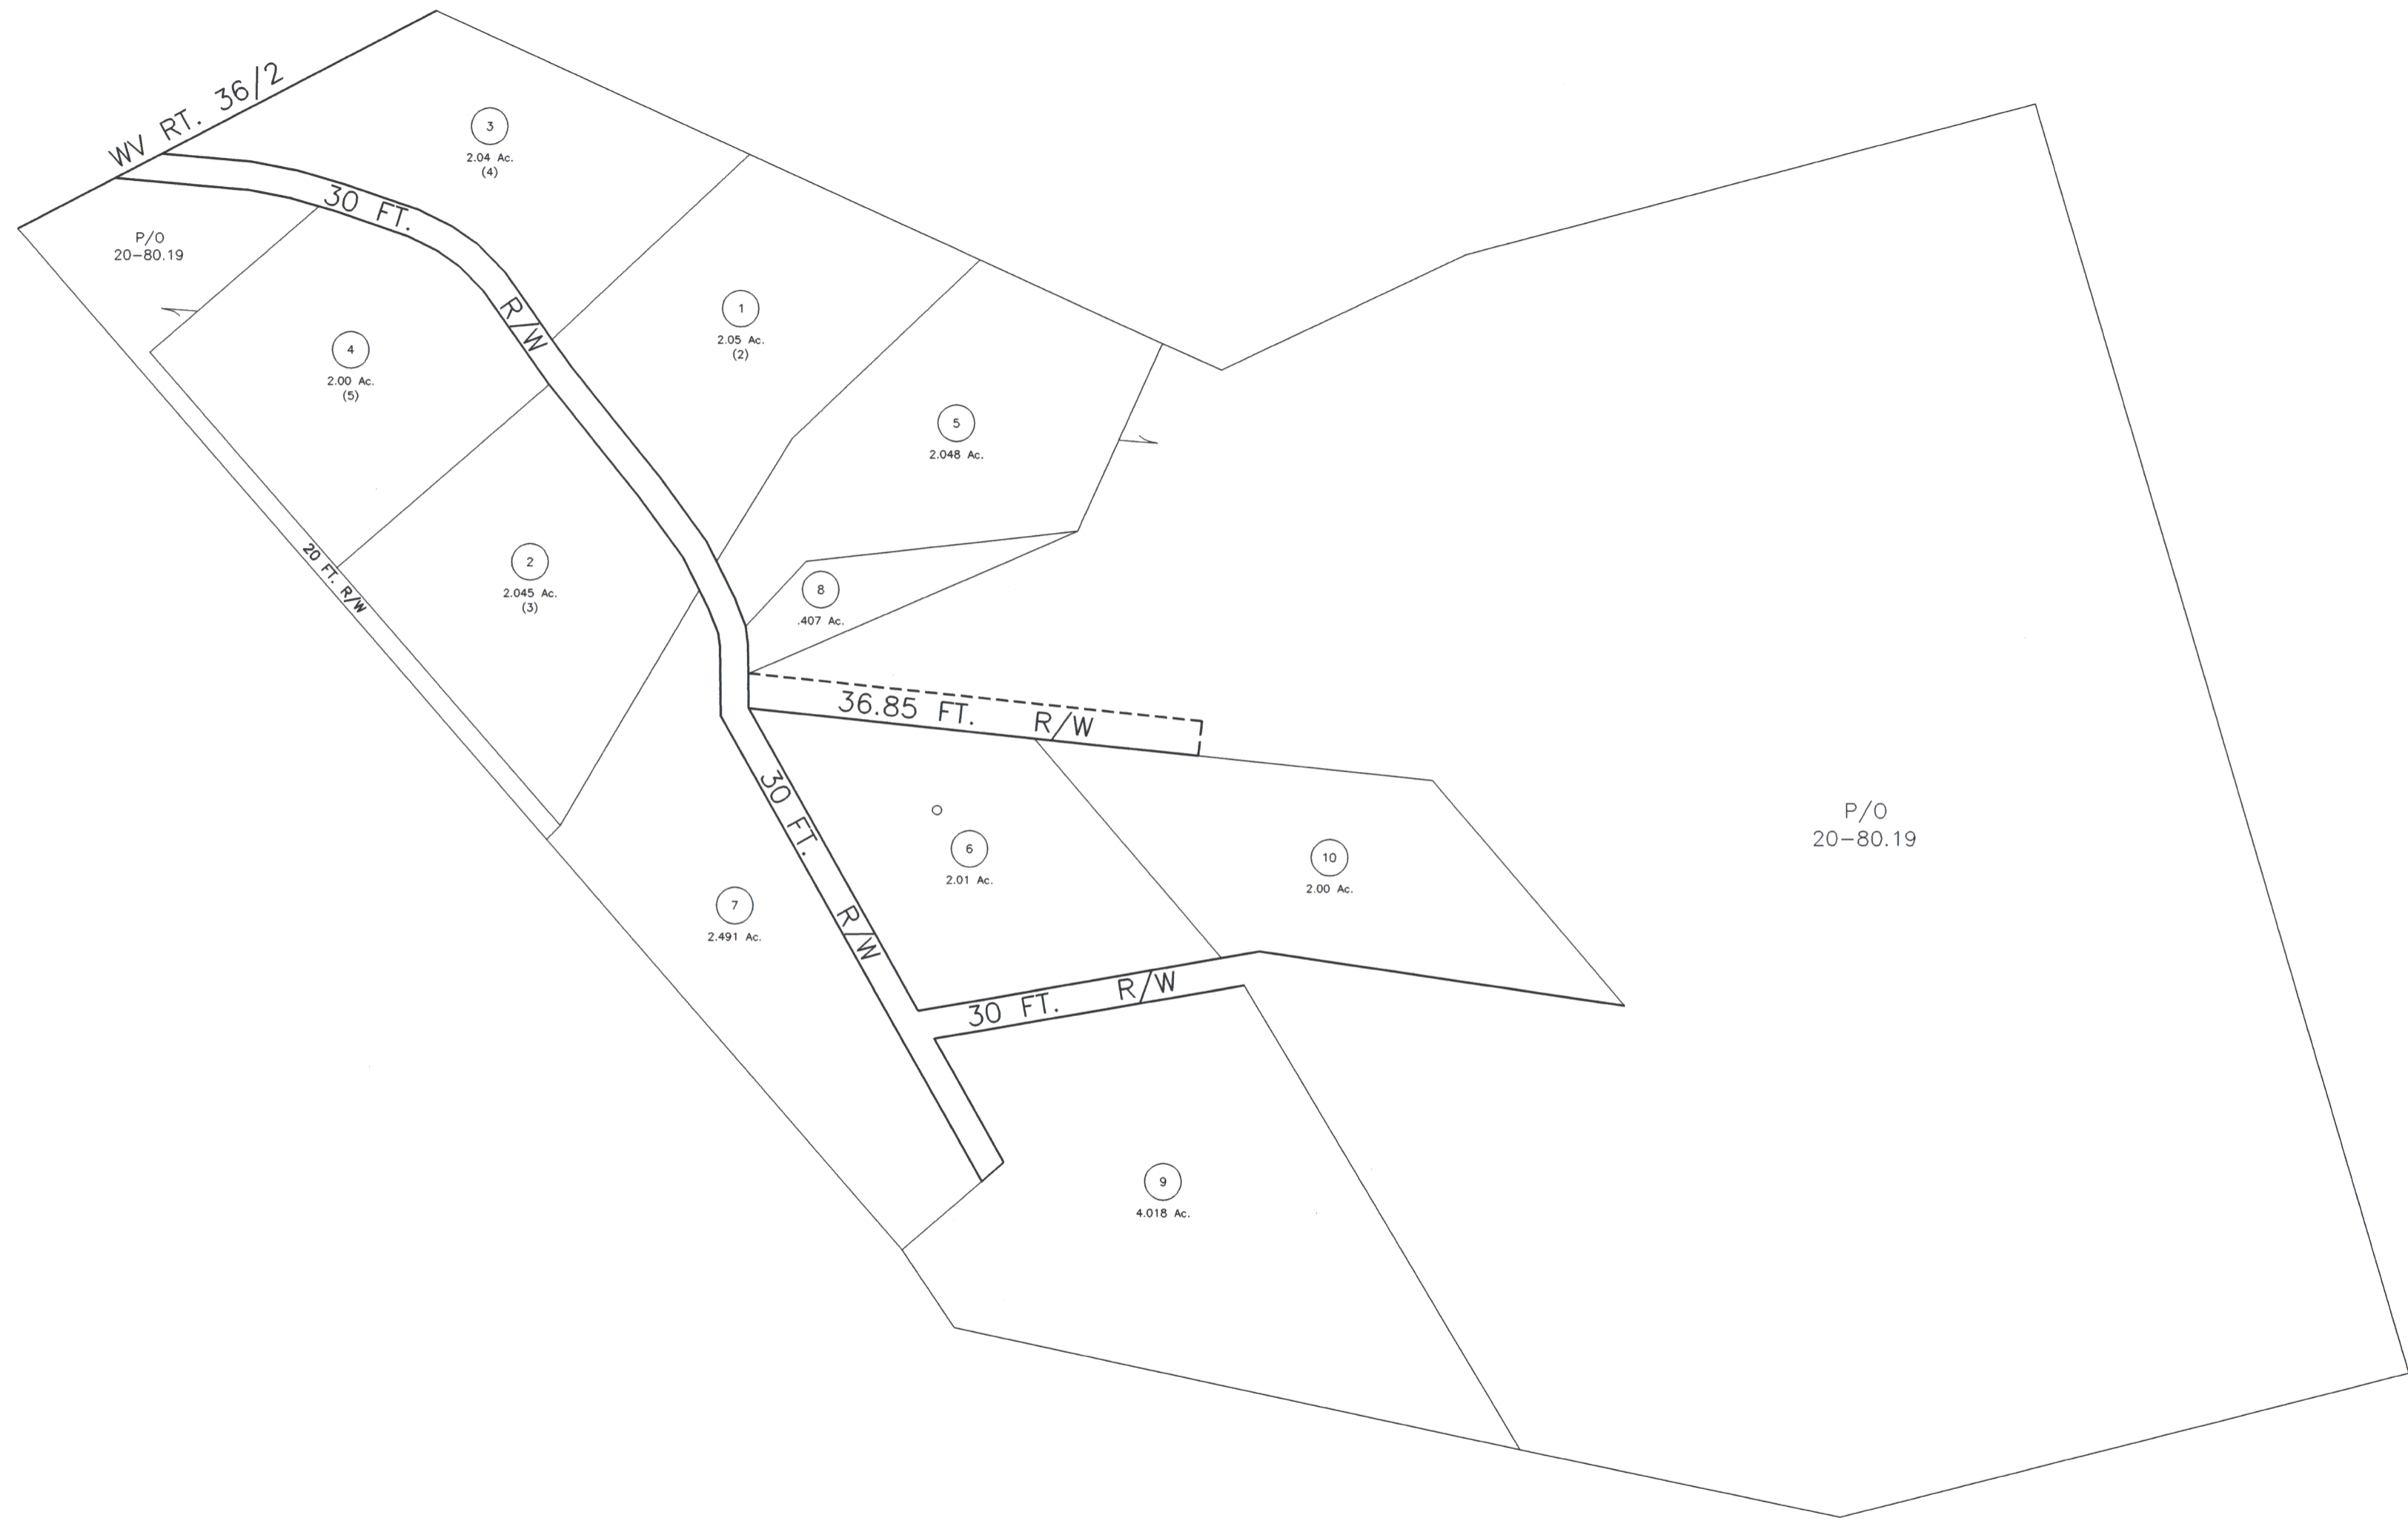 WV RT. 36/2
3
2.04 Ac.
(4)
30 FT.
R/W
P/O
20-80.19
4
2.00 Ac.
(5)
1
2.05 Ac.
(2)
5
2.048 Ac.
20 FT. R/W
2
2.045 Ac.
(3)
8
.407 Ac.
36.85 FT. R/W
30 FT. R/W
6
2.01 Ac.
10
2.00 Ac.
P/O
20-80.19
7
2.491 Ac.
30 FT. R/W
9
4.018 Ac.